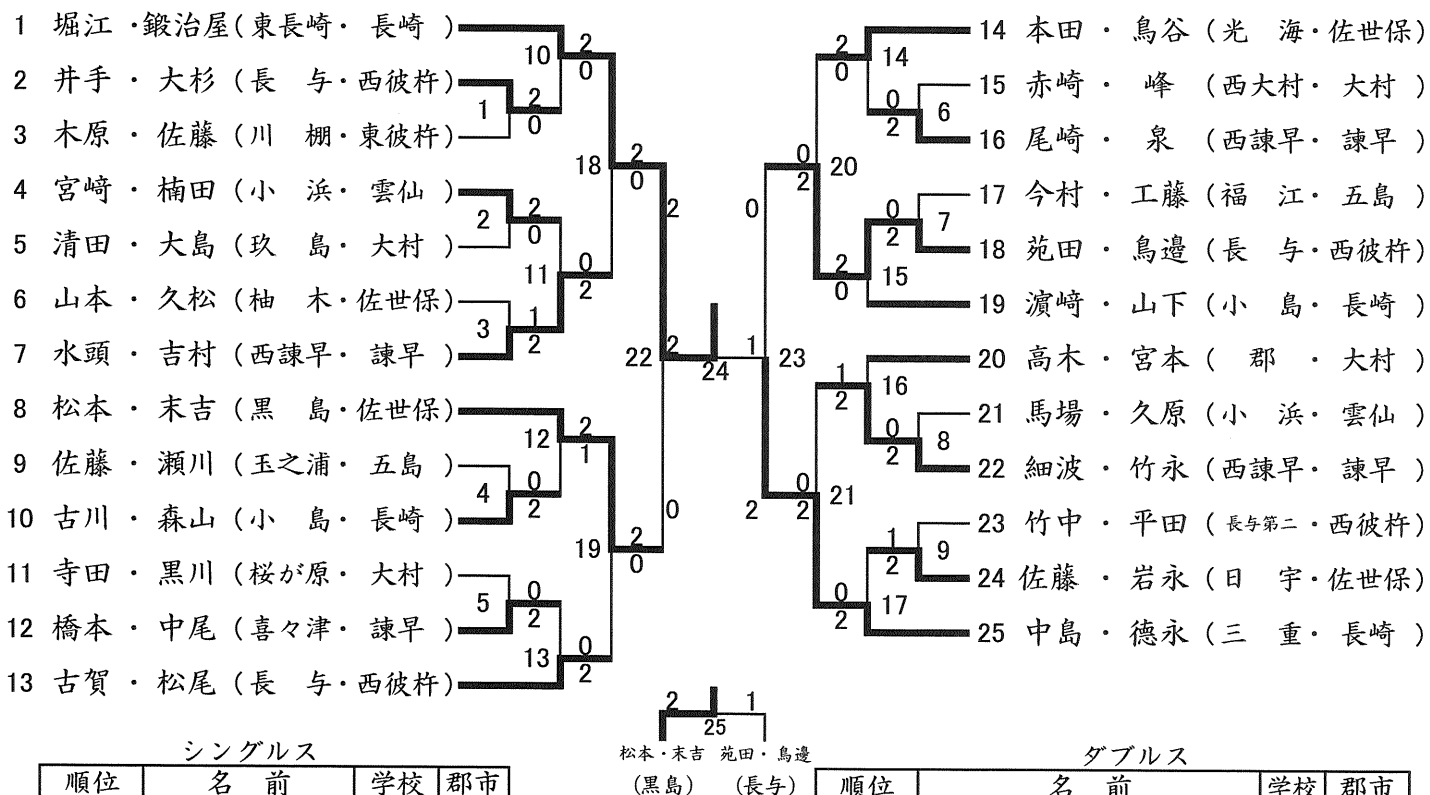 1 堀江 ・鍛治屋(東長崎・ 長崎 )
2 井手 ・ 大杉 (長 与・西彼杵)
3 木原 ・ 佐藤 (川 棚・東彼杵)
4 宮﨑 ・ 楠田 (小 浜・ 雲仙 )
5 清田 ・ 大島 (玖 島・ 大村 )
6 山本 ・ 久松 (柚 木・佐世保)
7 水頭 ・ 吉村 (西諫早・ 諫早 )
8 松本 ・ 末吉 (黒 島・佐世保)
9 佐藤 ・ 瀬川 (玉之浦・ 五島 )
10 古川 ・ 森山 (小 島・ 長崎 )
11 寺田 ・ 黒川 (桜が原・ 大村 )
12 橋本 ・ 中尾 (喜々津・ 諫早 )
13 古賀 ・ 松尾 (長 与・西彼杵)
10 2 0
1 2 0
18 2 0
2 2 0
11 0 2
3 1 2
22 2 0
12 2 1
4 0 2
19 2 0
5 0 2
13 0 2
2 24 1
2 0 0 2
23
2 0 14
0 2 6
0 2 20
0 2 7
2 0 15
1 2 16
0 2 8
0 2 21
1 2 9
0 2 17
14 本田 ・ 鳥谷 (光 海・佐世保)
15 赤崎 ・ 峰 (西大村・ 大村 )
16 尾崎 ・ 泉 (西諫早・ 諫早 )
17 今村 ・ 工藤 (福 江・ 五島 )
18 苑田 ・ 鳥邉 (長 与・西彼杵)
19 濵﨑 ・ 山下 (小 島・ 長崎 )
20 高木 ・ 宮本 ( 郡 ・ 大村 )
21 馬場 ・ 久原 (小 浜・ 雲仙 )
22 細波 ・ 竹永 (西諫早・ 諫早 )
23 竹中 ・ 平田 ( 長与第二 ・西彼杵)
24 佐藤 ・ 岩永 (日 宇・佐世保)
25 中島 ・ 德永 (三 重・ 長崎 )
2 1
25
松本・末吉 苑田・鳥邉
(黒島) (長与)
シングルス
順位 名 前 学校 郡市
ダブルス
順位 名 前 学校 郡市